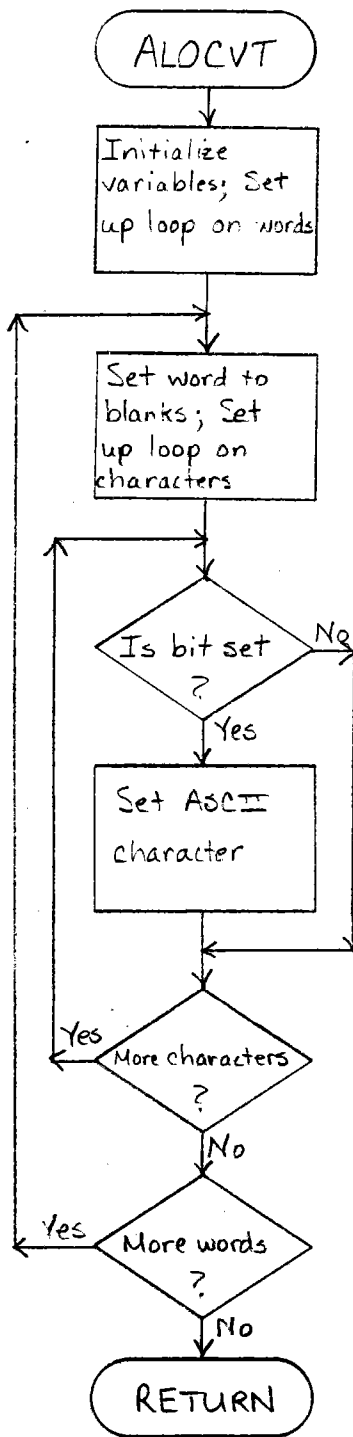 ALOCVT
Initialize
variables; Set
up loop on words
Set word to
blanks; Set
up loop on
characters
Is bit set
?
No
Yes
Set ASCII
character
Yes
More characters
?
No
Yes
More words
?
No
RETURN